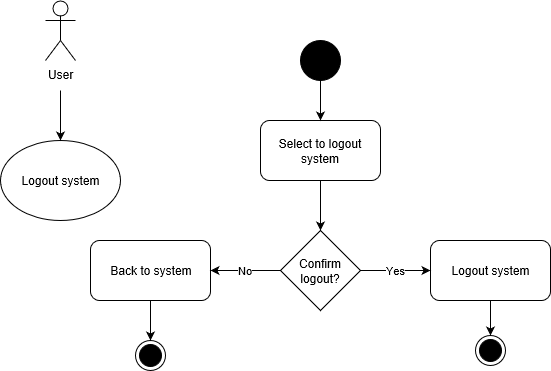 User
Logout system
Select to logout
system
Confirm
logout?
No
Yes
Back to system
Logout system